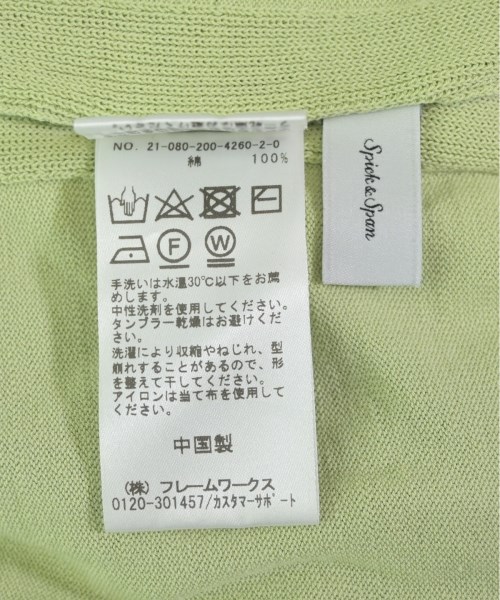 NO. 21-080-200-4260-2-0
綿 100%
F W
手洗いは水温30℃以下をお薦
めします。
中性洗剤を使用してください。
タンブラー乾燥はお避けくださ
い。
洗濯により収縮やねじれ、型
崩れすることがあるので、形
を整えて干してください。
アイロンは当て布を使用して
ください。
中国製
(株) フレームワークス
0120-301457/カスタマーサポート
Spick&Span